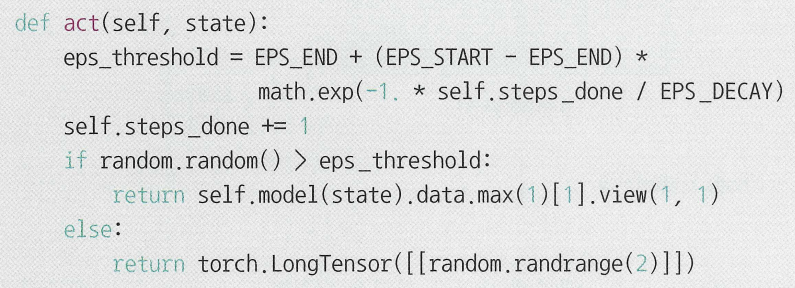 def act(self, state):
    eps_threshold = EPS_END + (EPS_START - EPS_END) *
                    math.exp(-1. * self.steps_done / EPS_DECAY)
    self.steps_done += 1
    if random.random() > eps_threshold:
        return self.model(state).data.max(1)[1].view(1, 1)
    else:
        return torch.LongTensor([[random.randrange(2)]])